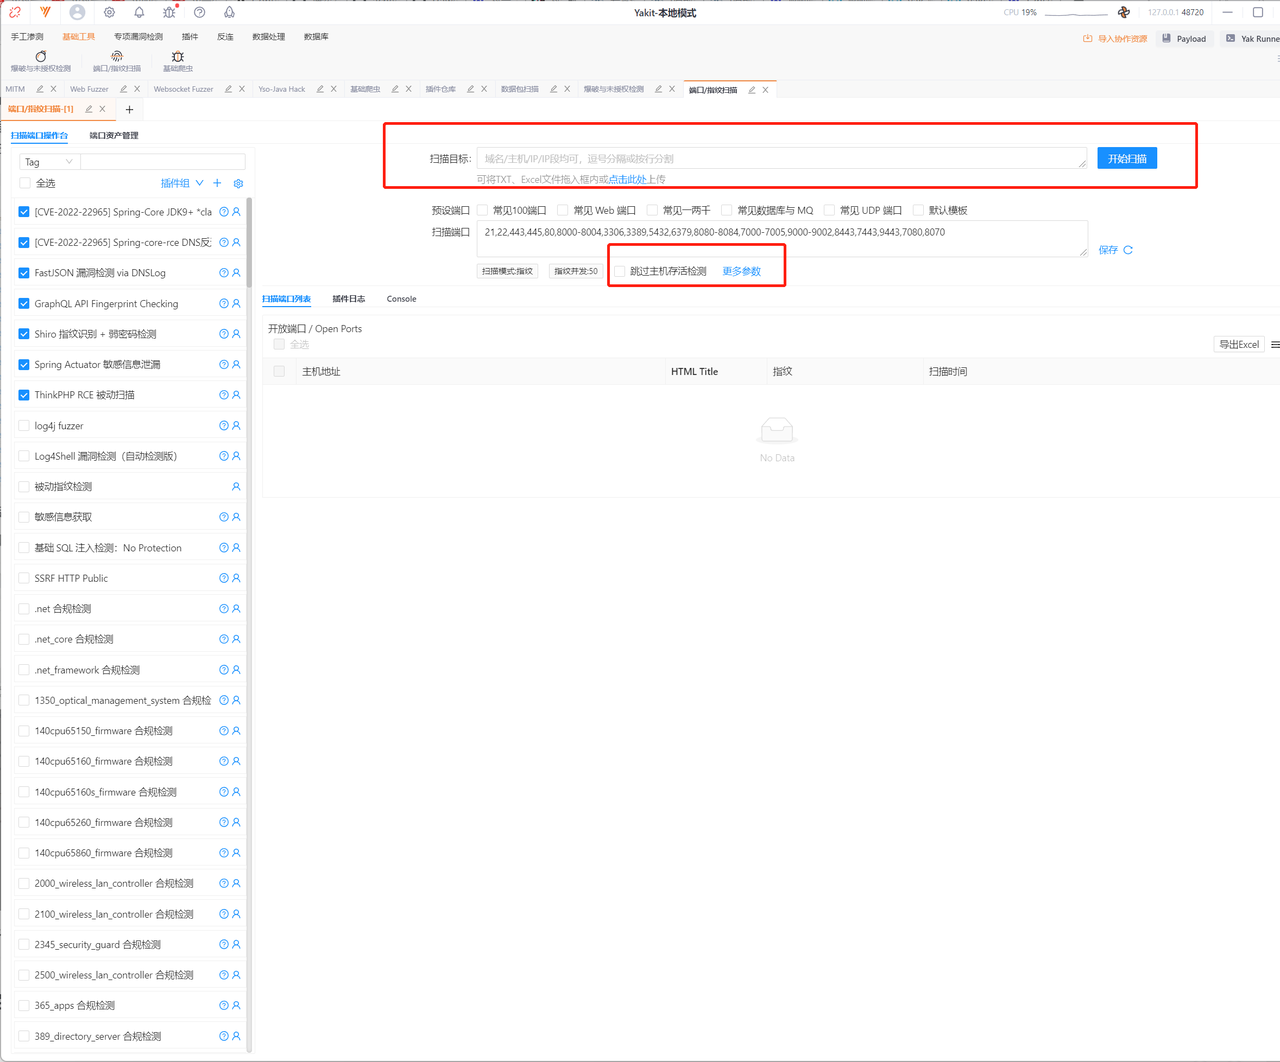 Yakit-本地模式
CPU 19%
127.0.0.1 48720
手工渗透 基础工具 专项漏洞检测 插件 反连 数据处理 数据库
导入协作资源 Payload Yak Runne
爆破与未授权检测 端口/指纹扫描 基础爬虫
MITM Web Fuzzer Websocket Fuzzer Yso-Java Hack 基础爬虫 插件仓库 数据包扫描 爆破与未授权检测 端口/指纹扫描
端口/指纹扫描-[1]
扫描端口操作台 端口资产管理
Tag
全选 插件组
[CVE-2022-22965] Spring-Core JDK9+ *cla
[CVE-2022-22965] Spring-core-rce DNS反
FastJSON 漏洞检测 via DNSLog
GraphQL API Fingerprint Checking
Shiro 指纹识别 + 弱密码检测
Spring Actuator 敏感信息泄漏
ThinkPHP RCE 被动扫描
log4j fuzzer
Log4Shell 漏洞检测（自动检测版）
被动指纹检测
敏感信息获取
基础 SQL 注入检测：No Protection
SSRF HTTP Public
.net 合规检测
.net_core 合规检测
.net_framework 合规检测
1350_optical_management_system 合规检
140cpu65150_firmware 合规检测
140cpu65160_firmware 合规检测
140cpu65160s_firmware 合规检测
140cpu65260_firmware 合规检测
140cpu65860_firmware 合规检测
2000_wireless_lan_controller 合规检测
2100_wireless_lan_controller 合规检测
2345_security_guard 合规检测
2500_wireless_lan_controller 合规检测
365_apps 合规检测
389_directory_server 合规检测
扫描目标: 域名/主机/IP/IP段均可，逗号分隔或按行分割 开始扫描
可将TXT、Excel文件拖入框内或点击此处上传
预设端口 常见100端口 常见 Web 端口 常见一两千 常见数据库与 MQ 常见 UDP 端口 默认模板
扫描端口 21,22,443,445,80,8000-8004,3306,3389,5432,6379,8080-8084,7000-7005,9000-9002,8443,7443,9443,7080,8070
保存
扫描模式:指纹 指纹并发:50 跳过主机存活检测 更多参数
扫描端口列表 插件日志 Console
开放端口 / Open Ports
全选 导出Excel
主机地址 HTML Title 指纹 扫描时间
No Data